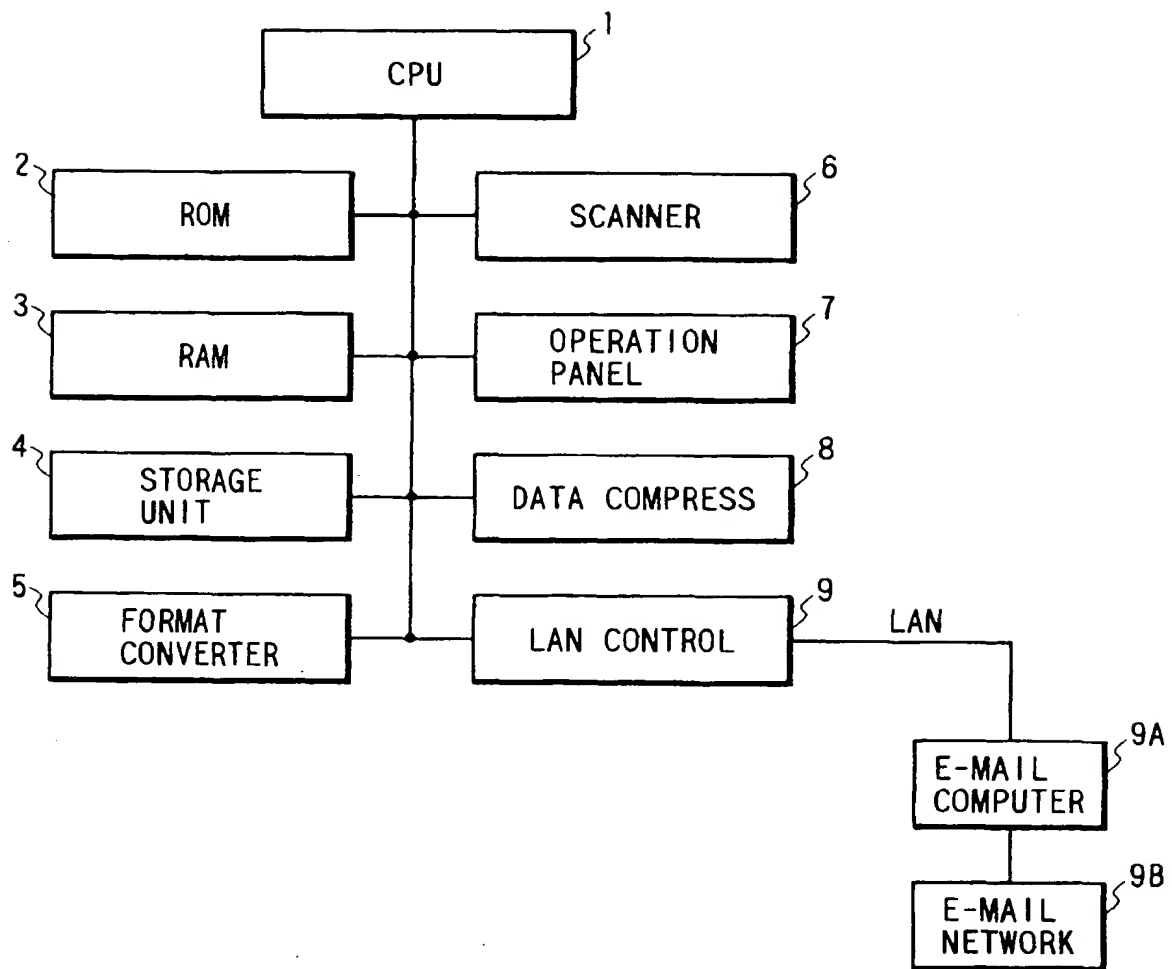 1
CPU
2
ROM
6
SCANNER
3
RAM
7
OPERATION
PANEL
4
STORAGE
UNIT
8
DATA COMPRESS
5
FORMAT
CONVERTER
9
LAN CONTROL
LAN
9A
E-MAIL
COMPUTER
9B
E-MAIL
NETWORK